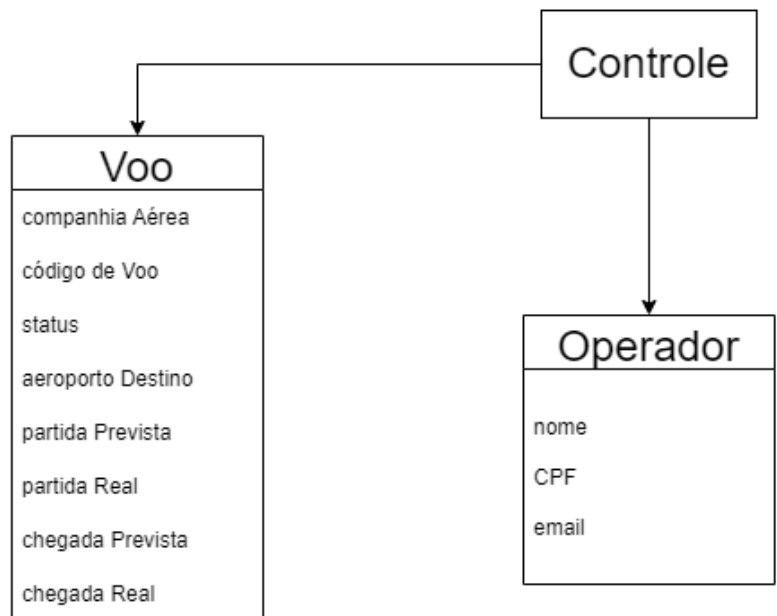 Controle
Voo
companhia Aérea
código de Voo
status
aeroporto Destino
partida Prevista
partida Real
chegada Prevista
chegada Real
Operador
nome
CPF
email